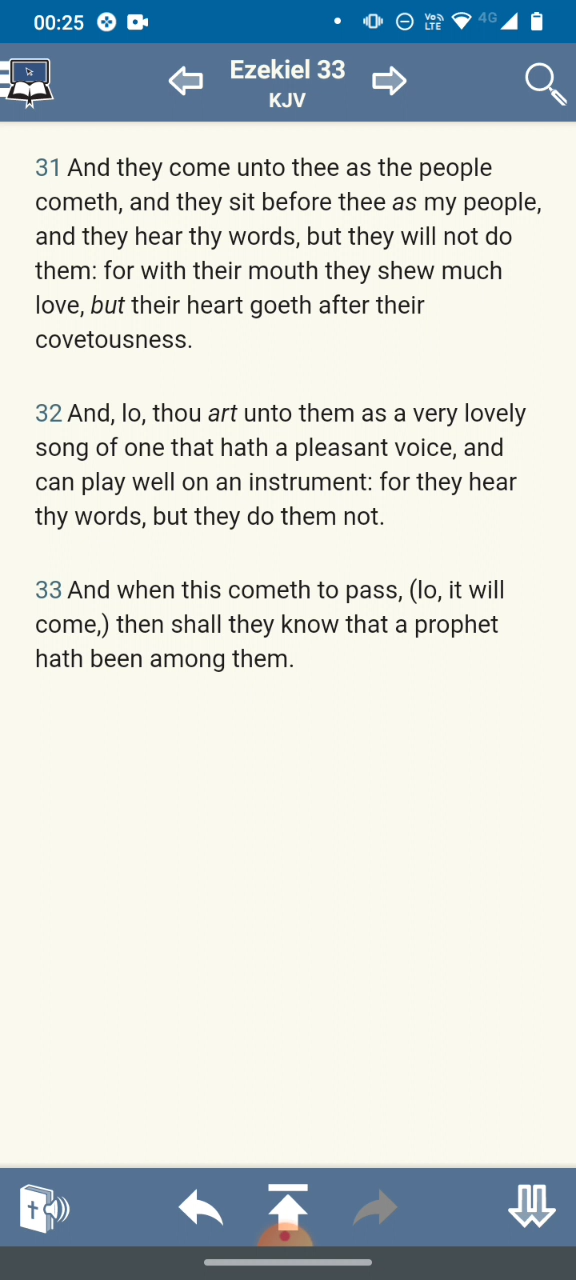 00:25
Vo)) 4G
LTE
Ezekiel 33
KJV
31 And they come unto thee as the people
cometh, and they sit before thee as my people,
and they hear thy words, but they will not do
them: for with their mouth they shew much
love, but their heart goeth after their
covetousness.
32 And, lo, thou art unto them as a very lovely
song of one that hath a pleasant voice, and
can play well on an instrument: for they hear
thy words, but they do them not.
33 And when this cometh to pass, (lo, it will
come,) then shall they know that a prophet
hath been among them.